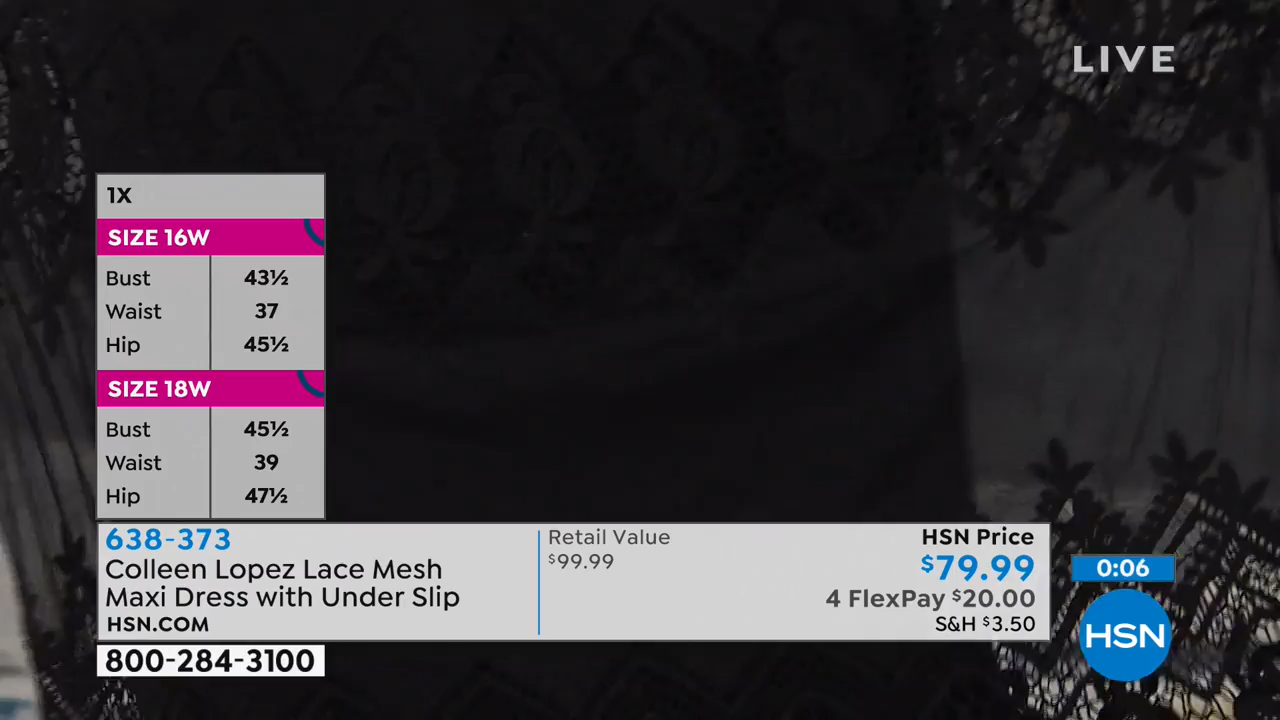 LIVE
1X
SIZE 16W
Bust 43½
Waist 37
Hip 45½
SIZE 18W
Bust 45½
Waist 39
Hip 47½
638-373
Colleen Lopez Lace Mesh
Maxi Dress with Under Slip
HSN.COM
Retail Value
$99.99
HSN Price
$79.99
4 FlexPay $20.00
S&H $3.50
0:06
HSN
800-284-3100